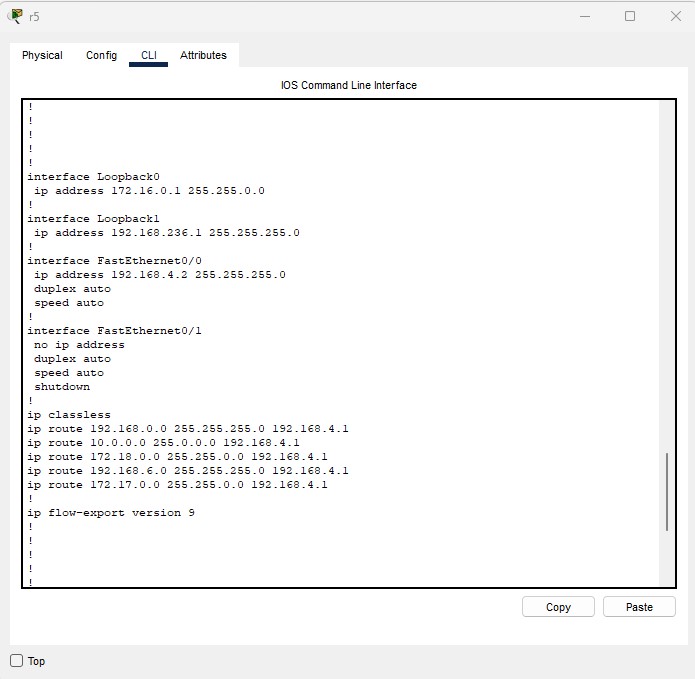 r5
Physical Config CLI Attributes
IOS Command Line Interface
!
!
!
!
!
interface Loopback0
 ip address 172.16.0.1 255.255.0.0
!
interface Loopback1
 ip address 192.168.236.1 255.255.255.0
!
interface FastEthernet0/0
 ip address 192.168.4.2 255.255.255.0
 duplex auto
 speed auto
!
interface FastEthernet0/1
 no ip address
 duplex auto
 speed auto
 shutdown
!
ip classless
ip route 192.168.0.0 255.255.255.0 192.168.4.1
ip route 10.0.0.0 255.0.0.0 192.168.4.1
ip route 172.18.0.0 255.255.0.0 192.168.4.1
ip route 192.168.6.0 255.255.255.0 192.168.4.1
ip route 172.17.0.0 255.255.0.0 192.168.4.1
!
ip flow-export version 9
!
!
!
!
!
Copy Paste
Top